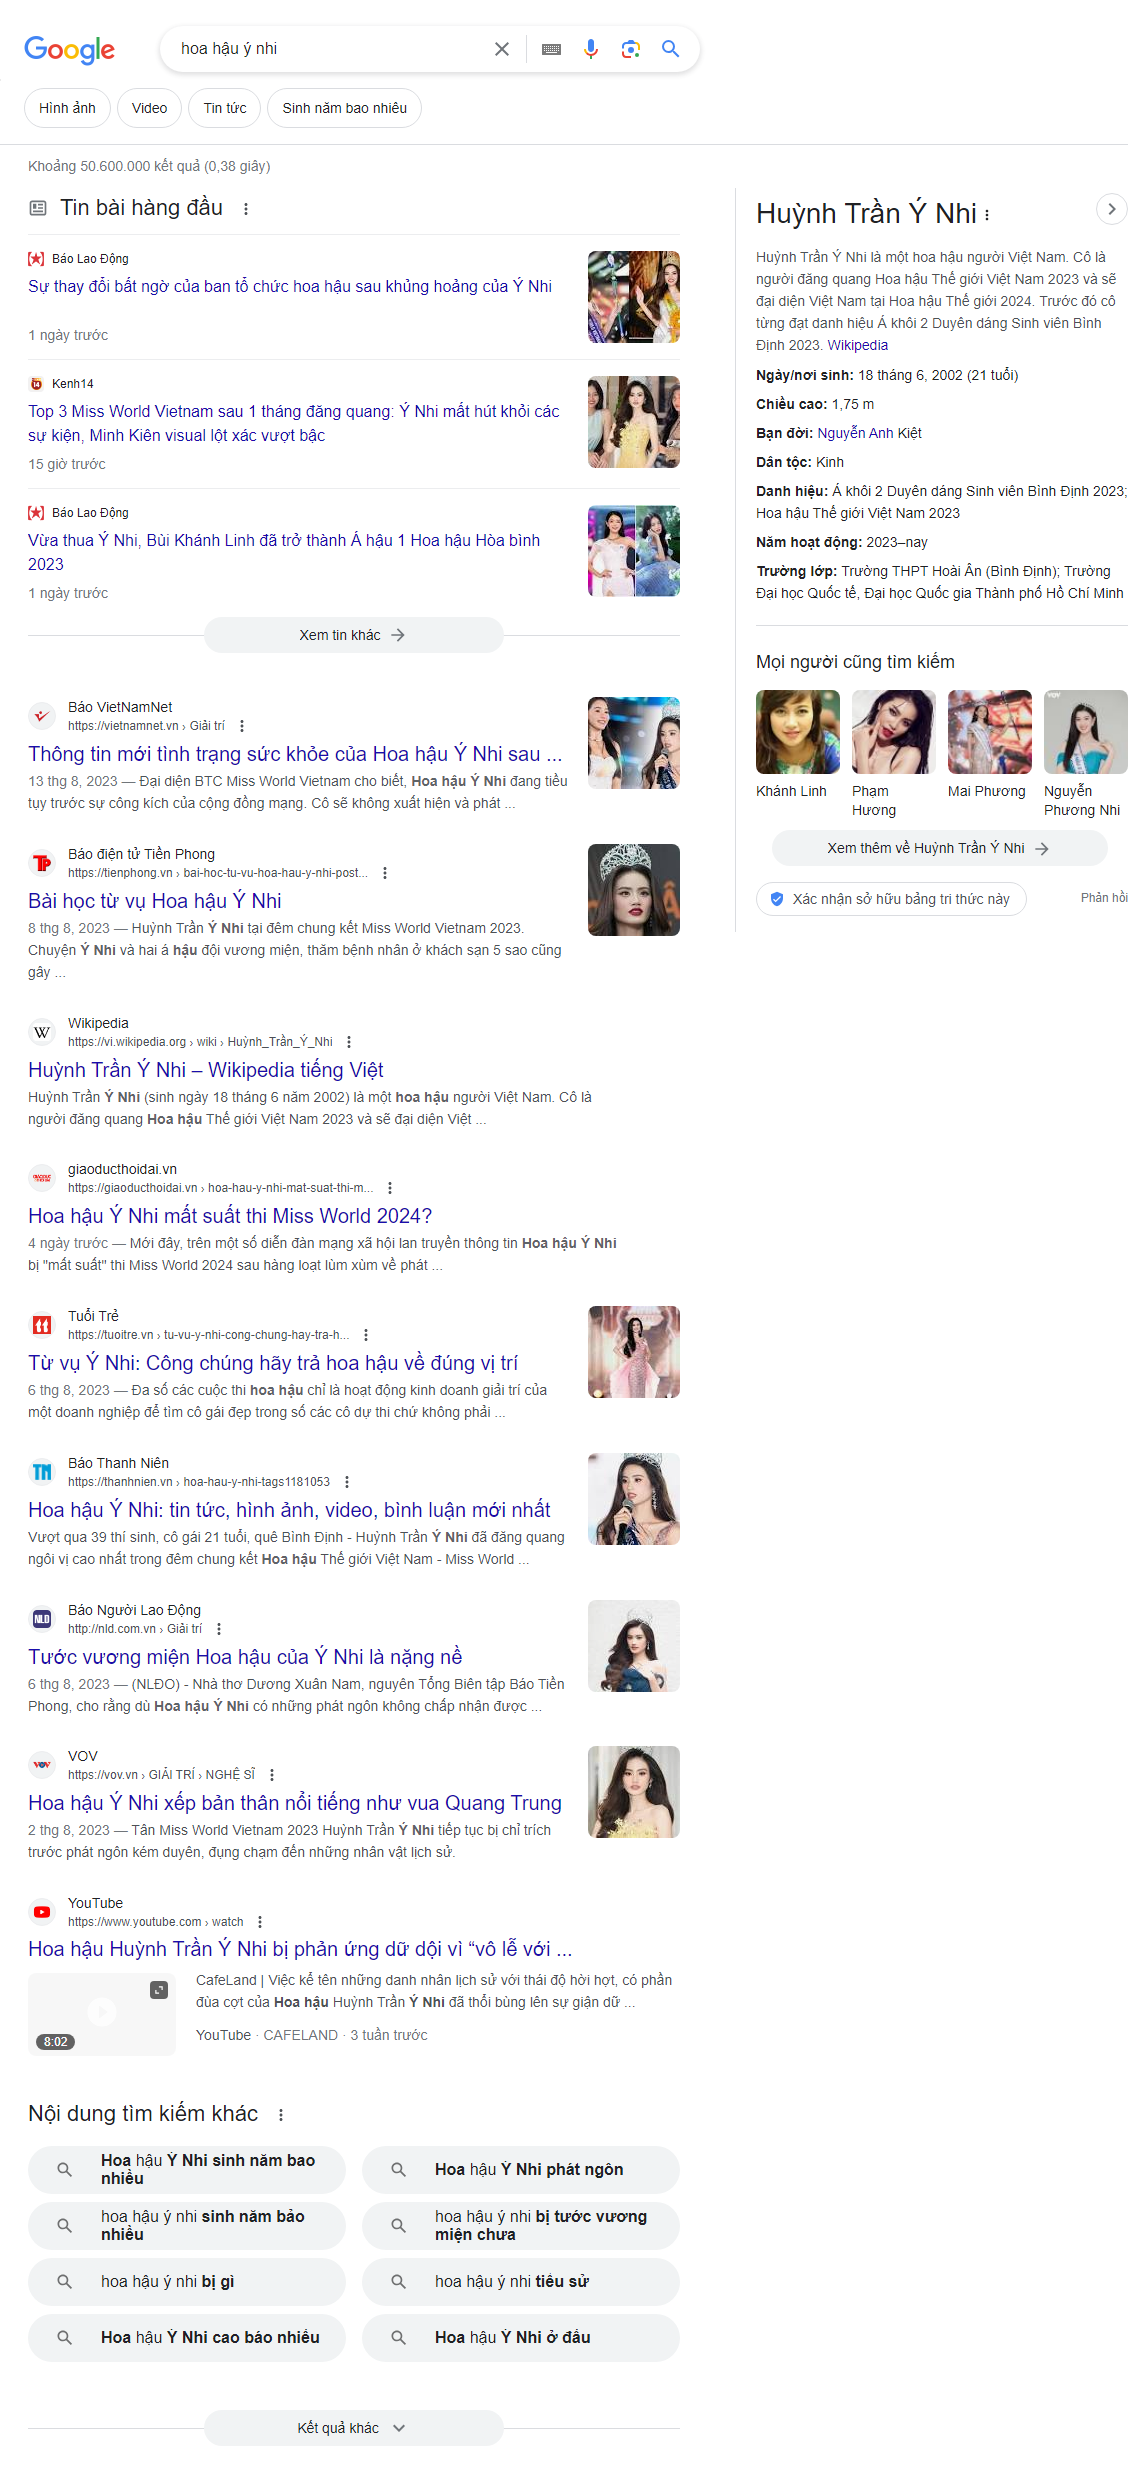 Google
hoa hậu ý nhi
Hình ảnh
Video
Tin tức
Sinh năm bao nhiêu
Khoảng 50.600.000 kết quả (0,38 giây)
Tin bài hàng đầu
Báo Lao Động
Sự thay đổi bất ngờ của ban tổ chức hoa hậu sau khủng hoảng của Ý Nhi
1 ngày trước
Kenh14
Top 3 Miss World Vietnam sau 1 tháng đăng quang: Ý Nhi mất hút khỏi các
sự kiện, Minh Kiên visual lột xác vượt bậc
15 giờ trước
Báo Lao Động
Vừa thua Ý Nhi, Bùi Khánh Linh đã trở thành Á hậu 1 Hoa hậu Hòa bình
2023
1 ngày trước
Xem tin khác
Báo VietNamNet
https://vietnamnet.vn › Giải trí
Thông tin mới tình trạng sức khỏe của Hoa hậu Ý Nhi sau ...
13 thg 8, 2023 — Đại diện BTC Miss World Vietnam cho biết, Hoa hậu Ý Nhi đang tiều
tụy trước sự công kích của cộng đồng mạng. Cô sẽ không xuất hiện và phát ...
Báo điện tử Tiền Phong
https://tienphong.vn › bai-hoc-tu-vu-hoa-hau-y-nhi-post...
Bài học từ vụ Hoa hậu Ý Nhi
8 thg 8, 2023 — Huỳnh Trần Ý Nhi tại đêm chung kết Miss World Vietnam 2023.
Chuyện Ý Nhi và hai á hậu đội vương miện, thăm bệnh nhân ở khách sạn 5 sao cũng
gây ...
Wikipedia
https://vi.wikipedia.org › wiki › Huỳnh_Trần_Ý_Nhi
Huỳnh Trần Ý Nhi – Wikipedia tiếng Việt
Huỳnh Trần Ý Nhi (sinh ngày 18 tháng 6 năm 2002) là một hoa hậu người Việt Nam. Cô là
người đăng quang Hoa hậu Thế giới Việt Nam 2023 và sẽ đại diện Việt ...
giaoducthoidai.vn
https://giaoducthoidai.vn › hoa-hau-y-nhi-mat-suat-thi-m...
Hoa hậu Ý Nhi mất suất thi Miss World 2024?
4 ngày trước — Mới đây, trên một số diễn đàn mạng xã hội lan truyền thông tin Hoa hậu Ý Nhi
bị "mất suất" thi Miss World 2024 sau hàng loạt lùm xùm về phát ...
Tuổi Trẻ
https://tuoitre.vn › tu-vu-y-nhi-cong-chung-hay-tra-h...
Từ vụ Ý Nhi: Công chúng hãy trả hoa hậu về đúng vị trí
6 thg 8, 2023 — Đa số các cuộc thi hoa hậu chỉ là hoạt động kinh doanh giải trí của
một doanh nghiệp để tìm cô gái đẹp trong số các cô dự thi chứ không phải ...
Báo Thanh Niên
https://thanhnien.vn › hoa-hau-y-nhi-tags1181053
Hoa hậu Ý Nhi: tin tức, hình ảnh, video, bình luận mới nhất
Vượt qua 39 thí sinh, cô gái 21 tuổi, quê Bình Định - Huỳnh Trần Ý Nhi đã đăng quang
ngôi vị cao nhất trong đêm chung kết Hoa hậu Thế giới Việt Nam - Miss World ...
NLD
Báo Người Lao Động
http://nld.com.vn › Giải trí
Tước vương miện Hoa hậu của Ý Nhi là nặng nề
6 thg 8, 2023 — (NLĐO) - Nhà thơ Dương Xuân Nam, nguyên Tổng Biên tập Báo Tiền
Phong, cho rằng dù Hoa hậu Ý Nhi có những phát ngôn không chấp nhận được ...
VOV
https://vov.vn › GIẢI TRÍ › NGHỆ SĨ
Hoa hậu Ý Nhi xếp bản thân nổi tiếng như vua Quang Trung
2 thg 8, 2023 — Tân Miss World Vietnam 2023 Huỳnh Trần Ý Nhi tiếp tục bị chỉ trích
trước phát ngôn kém duyên, đụng chạm đến những nhân vật lịch sử.
YouTube
https://www.youtube.com › watch
Hoa hậu Huỳnh Trần Ý Nhi bị phản ứng dữ dội vì “vô lễ với ...
8:02
CafeLand | Việc kể tên những danh nhân lịch sử với thái độ hời hợt, có phần
đùa cợt của Hoa hậu Huỳnh Trần Ý Nhi đã thổi bùng lên sự giận dữ ...
YouTube · CAFELAND · 3 tuần trước
Nội dung tìm kiếm khác
Hoa hậu Ý Nhi sinh năm bao
nhiều
Hoa hậu Ý Nhi phát ngôn
hoa hậu ý nhi sinh năm bảo
nhiều
hoa hậu ý nhi bị tước vương
miện chưa
hoa hậu ý nhi bị gì
hoa hậu ý nhi tiểu sử
Hoa hậu Ý Nhi cao báo nhiều
Hoa hậu Ý Nhi ở đầu
Kết quả khác
Huỳnh Trần Ý Nhi
Huỳnh Trần Ý Nhi là một hoa hậu người Việt Nam. Cô là
người đăng quang Hoa hậu Thế giới Việt Nam 2023 và sẽ
đại diện Việt Nam tại Hoa hậu Thế giới 2024. Trước đó cô
từng đạt danh hiệu Á khôi 2 Duyên dáng Sinh viên Bình
Định 2023. Wikipedia
Ngày/nơi sinh: 18 tháng 6, 2002 (21 tuổi)
Chiều cao: 1,75 m
Bạn đời: Nguyễn Anh Kiệt
Dân tộc: Kinh
Danh hiệu: Á khôi 2 Duyên dáng Sinh viên Bình Định 2023;
Hoa hậu Thế giới Việt Nam 2023
Năm hoạt động: 2023–nay
Trường lớp: Trường THPT Hoài Ân (Bình Định); Trường
Đại học Quốc tế, Đại học Quốc gia Thành phố Hồ Chí Minh
Mọi người cũng tìm kiếm
Khánh Linh
Phạm
Hương
Mai Phương
Nguyễn
Phương Nhi
Xem thêm về Huỳnh Trần Ý Nhi
Xác nhận sở hữu bảng tri thức này
Phản hồi